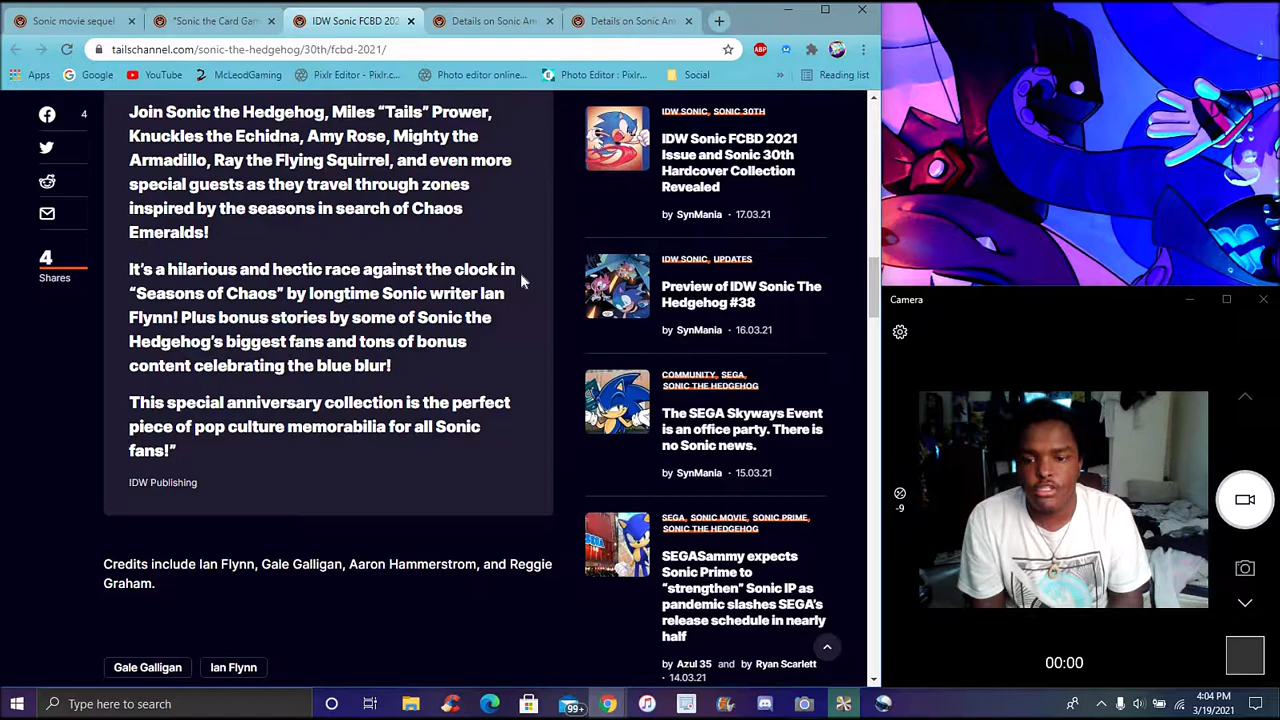 Sonic movie sequel
"Sonic the Card Gam
IDW Sonic FCBD 202
Details on Sonic Am
Details on Sonic Am
tailschannel.com/sonic-the-hedgehog/30th/fcbd-2021/
ABP
Apps
Google
YouTube
McLeodGaming
Pixlr Editor - Pixlr.c...
Photo editor online...
Photo Editor : Pixlr...
Social
»
Reading list
4
4
Shares
Join Sonic the Hedgehog, Miles “Tails” Prower,
Knuckles the Echidna, Amy Rose, Mighty the
Armadillo, Ray the Flying Squirrel, and even more
special guests as they travel through zones
inspired by the seasons in search of Chaos
Emeralds!
It’s a hilarious and hectic race against the clock in
“Seasons of Chaos” by longtime Sonic writer Ian
Flynn! Plus bonus stories by some of Sonic the
Hedgehog’s biggest fans and tons of bonus
content celebrating the blue blur!
This special anniversary collection is the perfect
piece of pop culture memorabilia for all Sonic
fans!”
IDW Publishing
Credits include Ian Flynn, Gale Galligan, Aaron Hammerstrom, and Reggie
Graham.
Gale Galligan
Ian Flynn
IDW SONIC, SONIC 30TH
IDW Sonic FCBD 2021
Issue and Sonic 30th
Hardcover Collection
Revealed
by SynMania · 17.03.21
IDW SONIC, UPDATES
Preview of IDW Sonic The
Hedgehog #38
by SynMania · 16.03.21
COMMUNITY, SEGA,
SONIC THE HEDGEHOG
The SEGA Skyways Event
is an office party. There is
no Sonic news.
by SynMania · 15.03.21
SEGA, SONIC MOVIE, SONIC PRIME,
SONIC THE HEDGEHOG
SEGASammy expects
Sonic Prime to
“strengthen” Sonic IP as
pandemic slashes SEGA’s
release schedule in nearly
half
by Azul 35 and by Ryan Scarlett
· 14.03.21
Camera
-9
00:00
Type here to search
99+
4:04 PM
3/19/2021